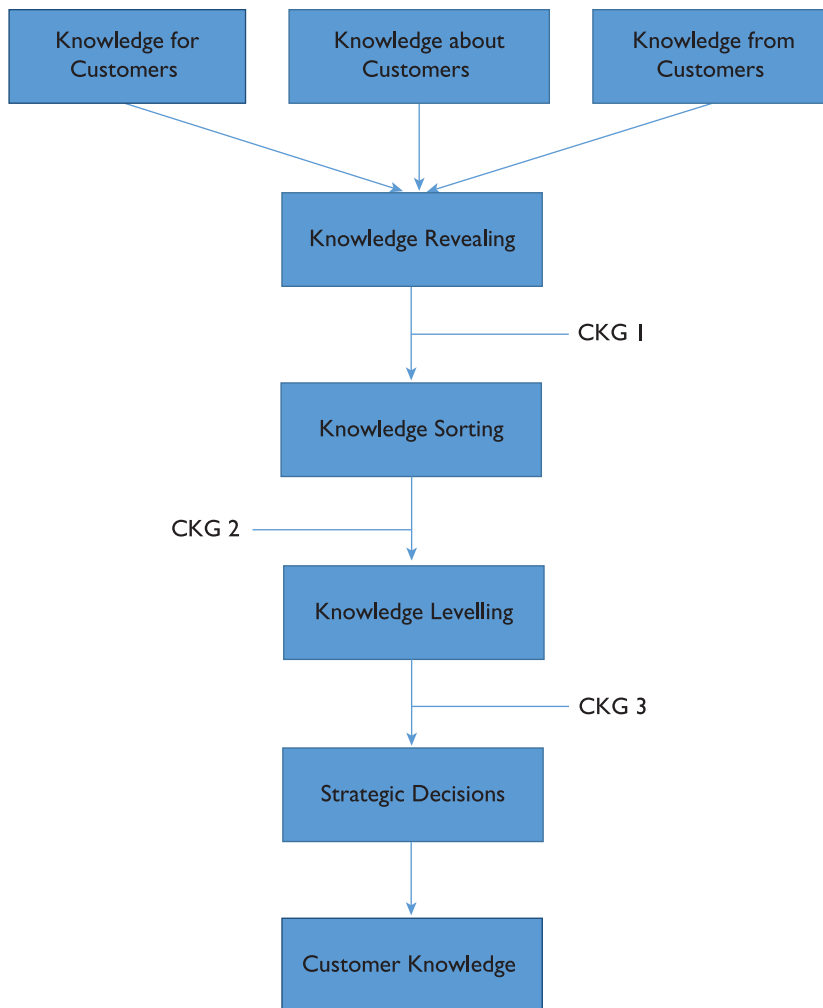 Knowledge for
Customers
Knowledge about
Customers
Knowledge from
Customers
Knowledge Revealing
CKG 1
Knowledge Sorting
CKG 2
Knowledge Levelling
CKG 3
Strategic Decisions
Customer Knowledge